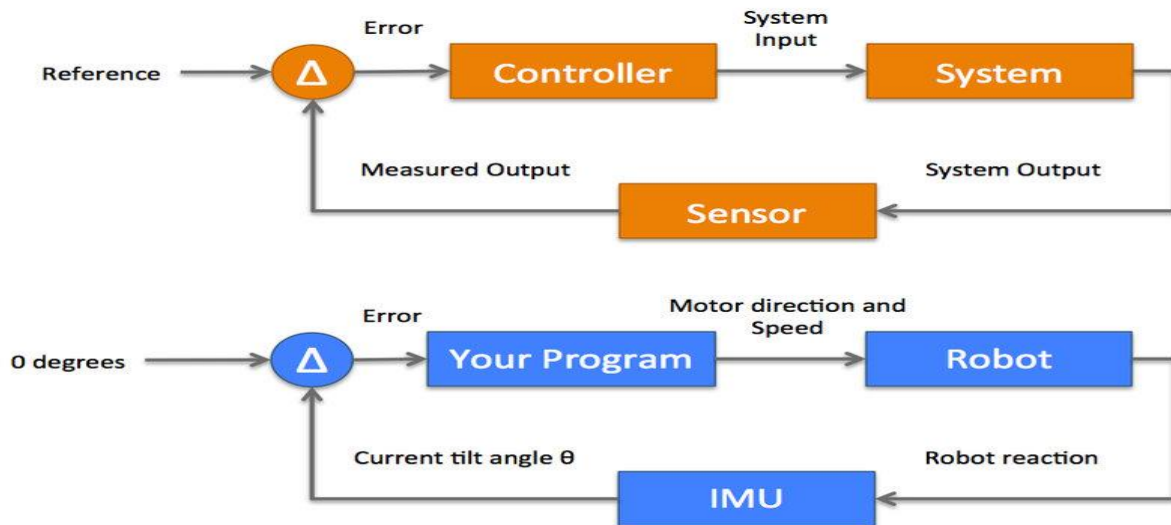 Error
System
Input
Reference
Δ
Controller
System
Measured Output
System Output
Sensor
Motor direction and
Speed
Error
0 degrees
Δ
Your Program
Robot
Current tilt angle θ
Robot reaction
IMU